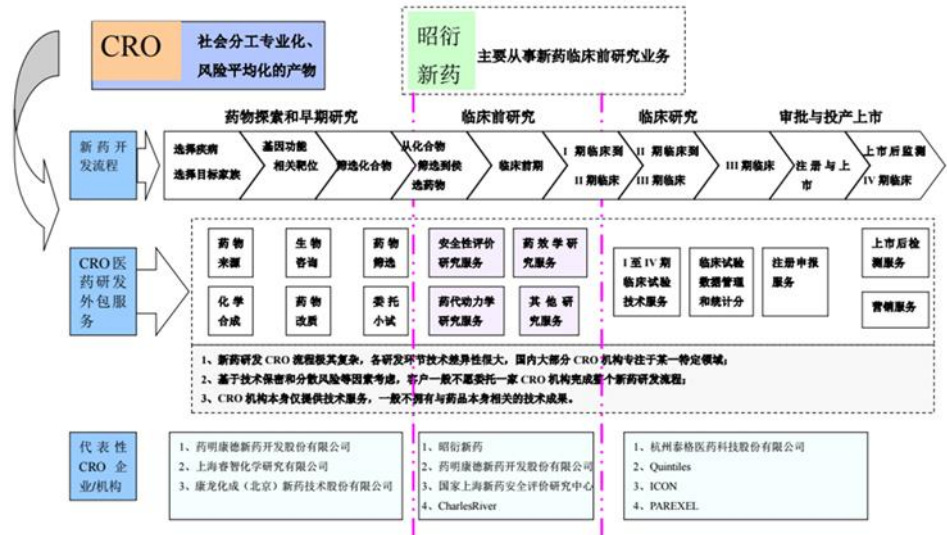 CRO
社会分工专业化、
风险平均化的产物
昭衍
新药
主要从事新药临床前研究业务
药物探索和早期研究
临床前研究
临床研究
审批与投产上市
新药开
发流程
选择疾病
选择目标家族
基因功能
相关靶位
筛选化合物
从化合物
筛选到侯
选药物
临床前期
I 期临床到
II 期临床
II 期临床到
III 期临床
III 期临床
注册与上
市
上市后监测
IV 期临床
CRO 医
药研发
外包服
务
药物
来源
生物
咨询
药物
筛选
安全性评价
研究服务
药效学研
究服务
化学
合成
药物
改质
委托
小试
药代动力学
研究服务
其他研
究服务
I 至 IV 期
临床试验
技术服务
临床试验
数据管理
和统计分
注册申报
服务
上市后检
测服务
营销服务
1、新药研发 CRO 流程极其复杂，各研发环节技术差异性很大，国内大部分 CRO 机构专注于某一特定领域；
2、基于技术保密和分散风险等因素考虑，客户一般不愿委托一家 CRO 机构完成整个新药研发流程；
3、CRO 机构本身仅提供技术服务，一般不拥有与药品本身相关的技术成果。
代表性
CRO 企
业/机构
1、药明康德新药开发股份有限公司
2、上海睿智化学研究有限公司
3、康龙化成（北京）新药技术股份有限公司
1、昭衍新药
2、药明康德新药开发股份有限公司
3、国家上海新药安全评价研究中心
4、CharlesRiver
1、杭州泰格医药科技股份有限公司
2、Quintiles
3、ICON
4、PAREXEL